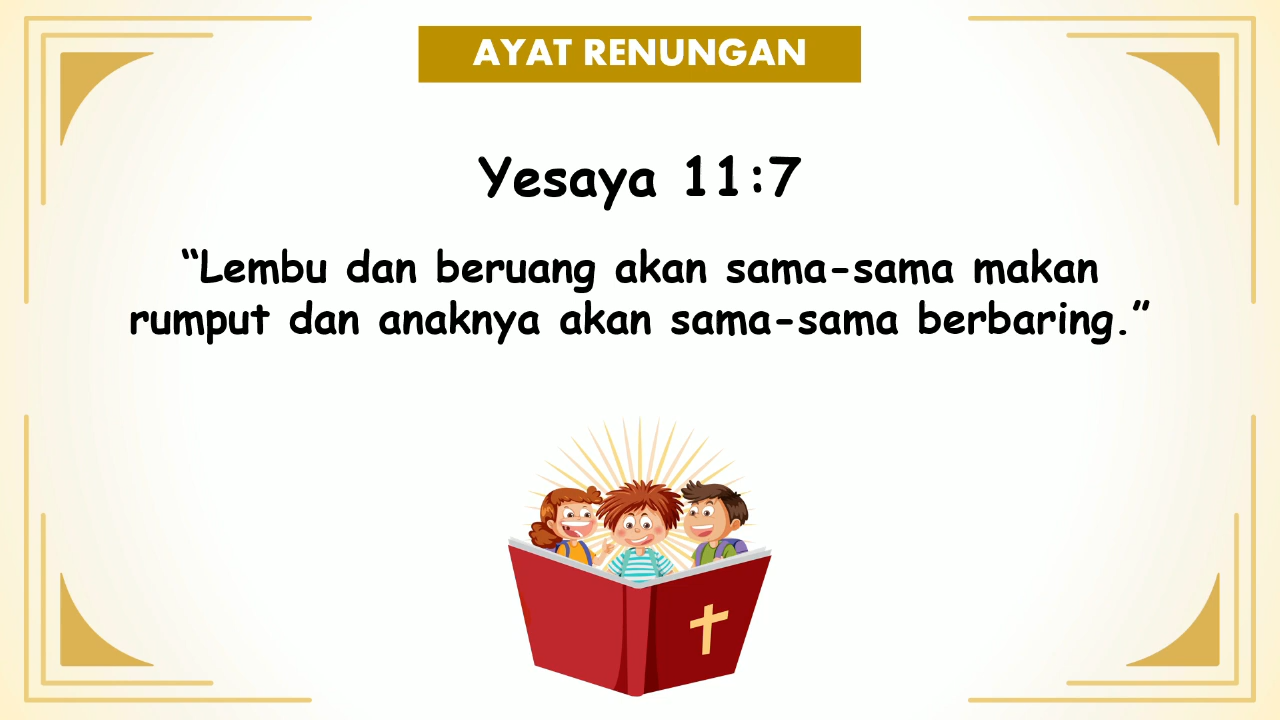 AYAT RENUNGAN
Yesaya 11:7
“Lembu dan beruang akan sama-sama makan
rumput dan anaknya akan sama-sama berbaring.”